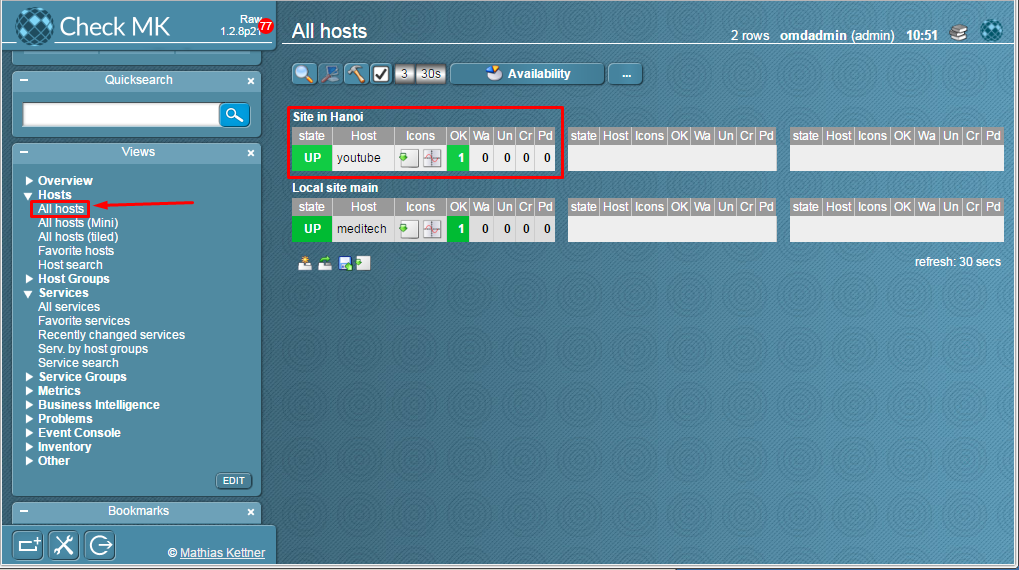 Check MK
Raw
1.2.8p2
77
All hosts
2 rows omdadmin (admin) 10:51
Quicksearch
Views
Overview
Hosts
All hosts
All hosts (Mini)
All hosts (tiled)
Favorite hosts
Host search
Host Groups
Services
All services
Favorite services
Recently changed services
Serv. by host groups
Service search
Service Groups
Metrics
Business Intelligence
Problems
Event Console
Inventory
Other
EDIT
Bookmarks
© Mathias Kettner
3 30s Availability ...
Site in Hanoi
state Host Icons OK Wa Un Cr Pd state Host Icons OK Wa Un Cr Pd state Host Icons OK Wa Un Cr Pd
UP youtube 1 0 0 0 0
Local site main
state Host Icons OK Wa Un Cr Pd state Host Icons OK Wa Un Cr Pd state Host Icons OK Wa Un Cr Pd
UP meditech 1 0 0 0 0
refresh: 30 secs